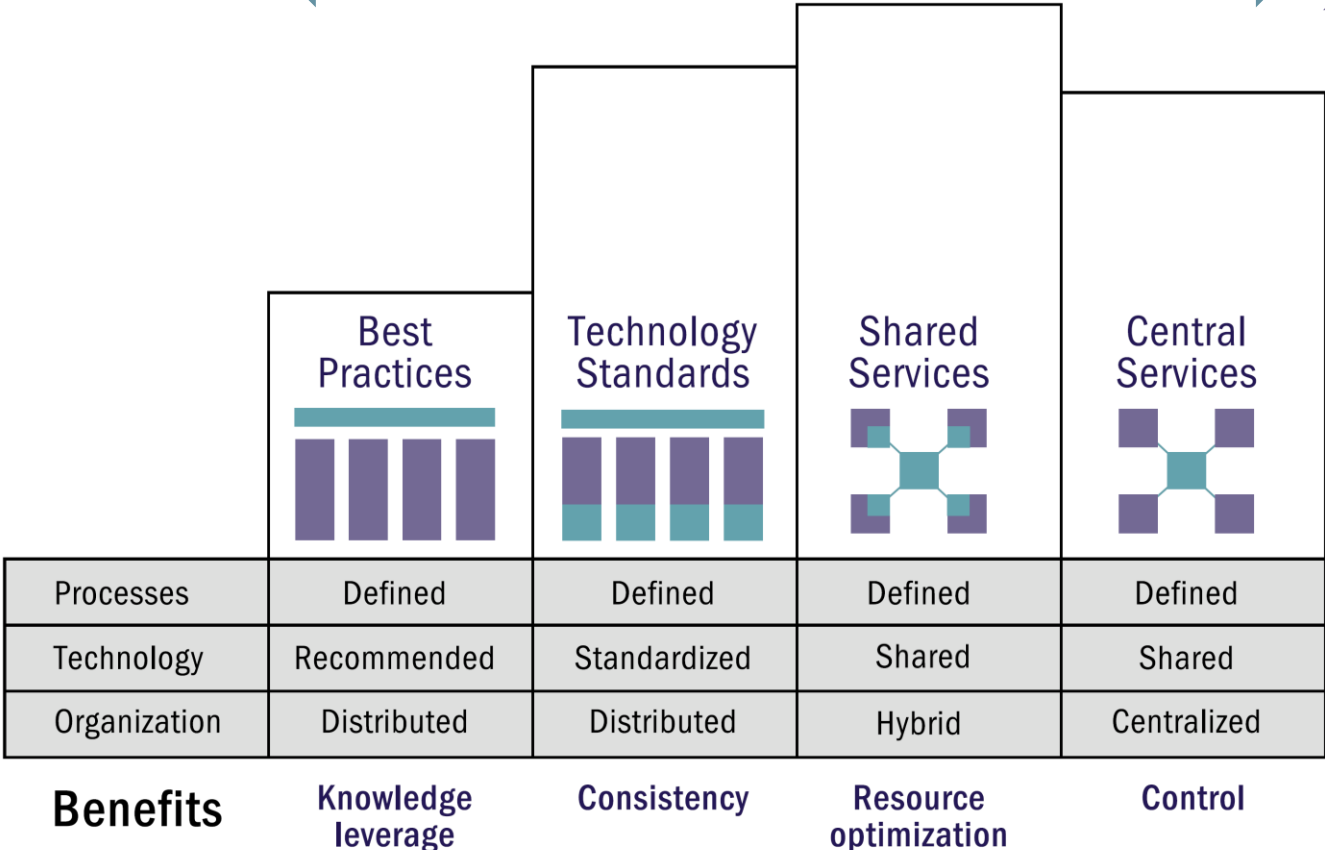 Best
Practices
Technology
Standards
Shared
Services
Central
Services
Processes Defined Defined Defined Defined
Technology Recommended Standardized Shared Shared
Organization Distributed Distributed Hybrid Centralized
Benefits
Knowledge
leverage
Consistency
Resource
optimization
Control